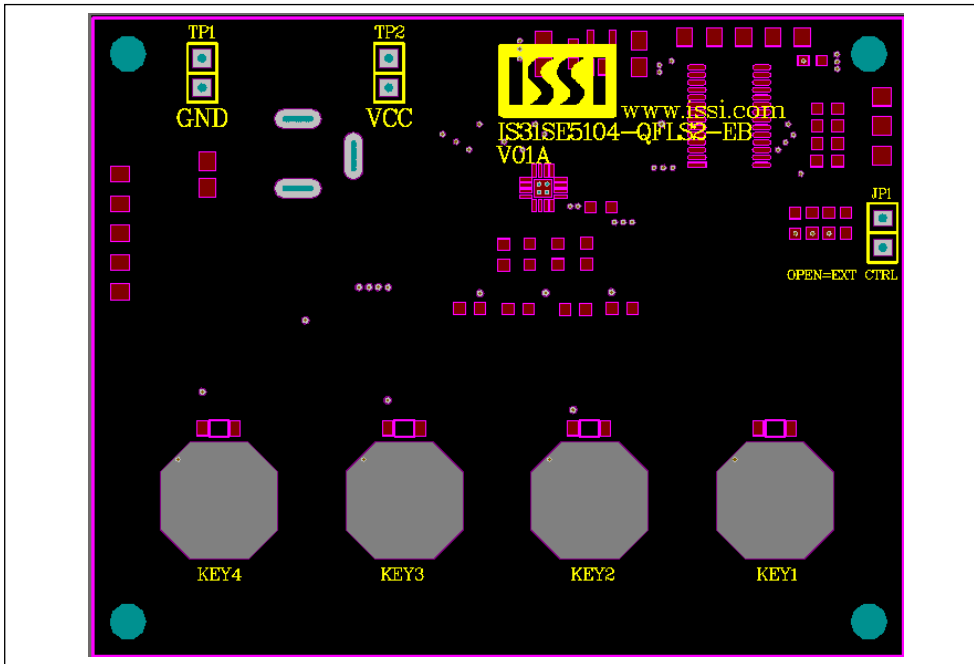 TP1
TP2
GND
VCC
ISSI
www.issi.com
IS31SE5104-QFLS2-EB
V01A
JP1
OPEN=EXT CTRL
KEY4
KEY3
KEY2
KEY1